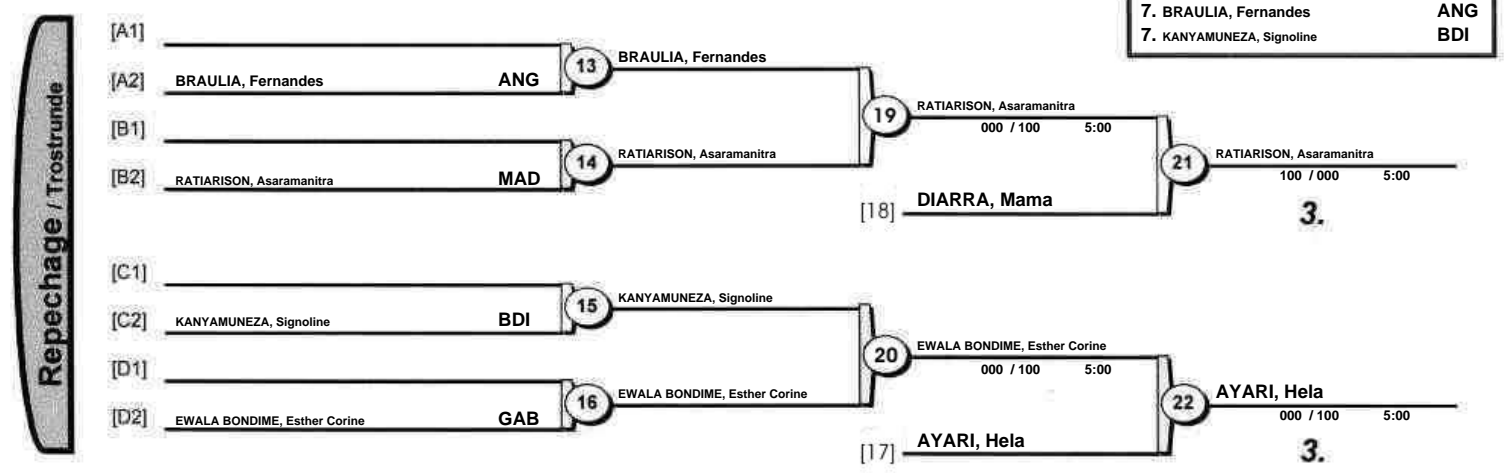 7. BRAULIA, Fernandes ANG
7. KANYAMUNEZA, Signoline BDI
Repechage / Trostrunde
[A1]
[A2] BRAULIA, Fernandes ANG
13 BRAULIA, Fernandes
[B1]
[B2] RATIARISON, Asaramanitra MAD
14 RATIARISON, Asaramanitra
19 RATIARISON, Asaramanitra
000 / 100 5:00
[18] DIARRA, Mama
21 RATIARISON, Asaramanitra
100 / 000 5:00
3.
[C1]
[C2] KANYAMUNEZA, Signoline BDI
15 KANYAMUNEZA, Signoline
[D1]
[D2] EWALA BONDIME, Esther Corine GAB
16 EWALA BONDIME, Esther Corine
20 EWALA BONDIME, Esther Corine
000 / 100 5:00
[17] AYARI, Hela
22 AYARI, Hela
000 / 100 5:00
3.